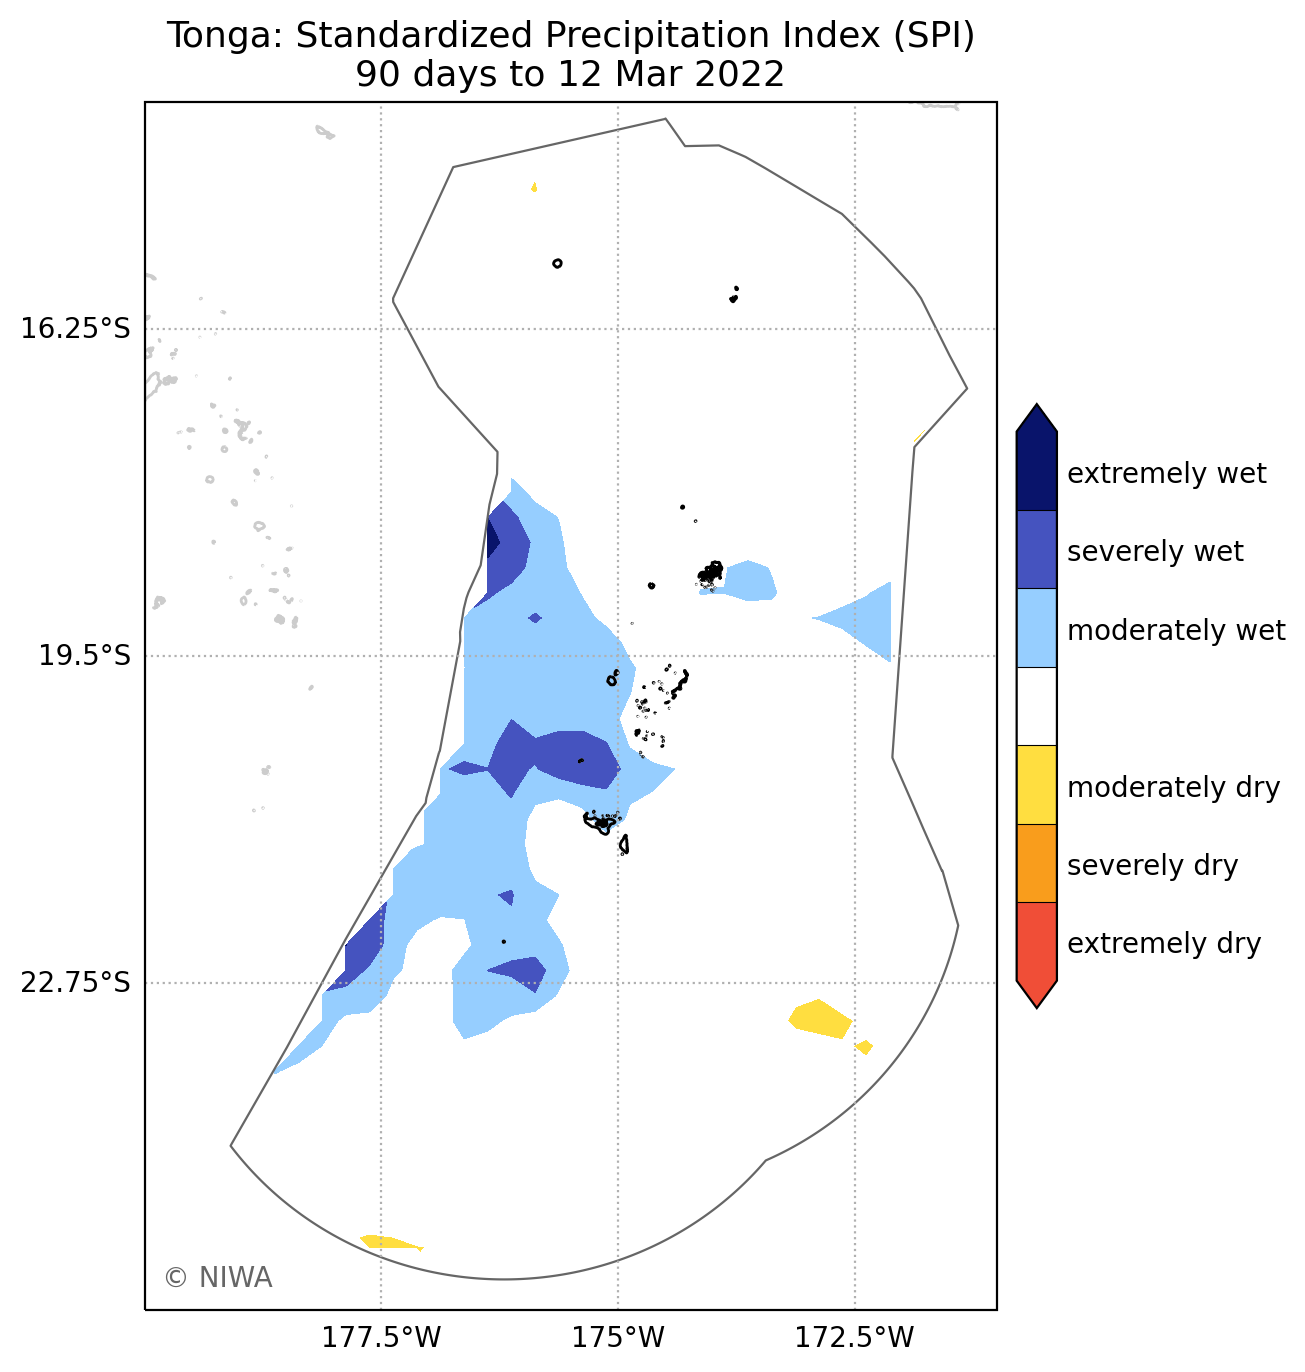 Tonga: Standardized Precipitation Index (SPI)
90 days to 12 Mar 2022
16.25°S
19.5°S
22.75°S
177.5°W
175°W
172.5°W
extremely wet
severely wet
moderately wet
moderately dry
severely dry
extremely dry
© NIWA